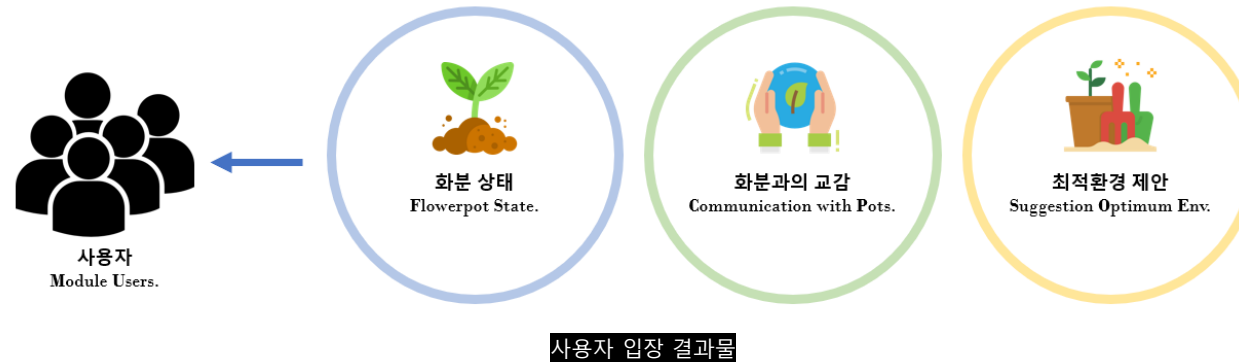 사용자
Module Users.
화분 상태
Flowerpot State.
화분과의 교감
Communication with Pots.
최적환경 제안
Suggestion Optimum Env.
사용자 입장 결과물